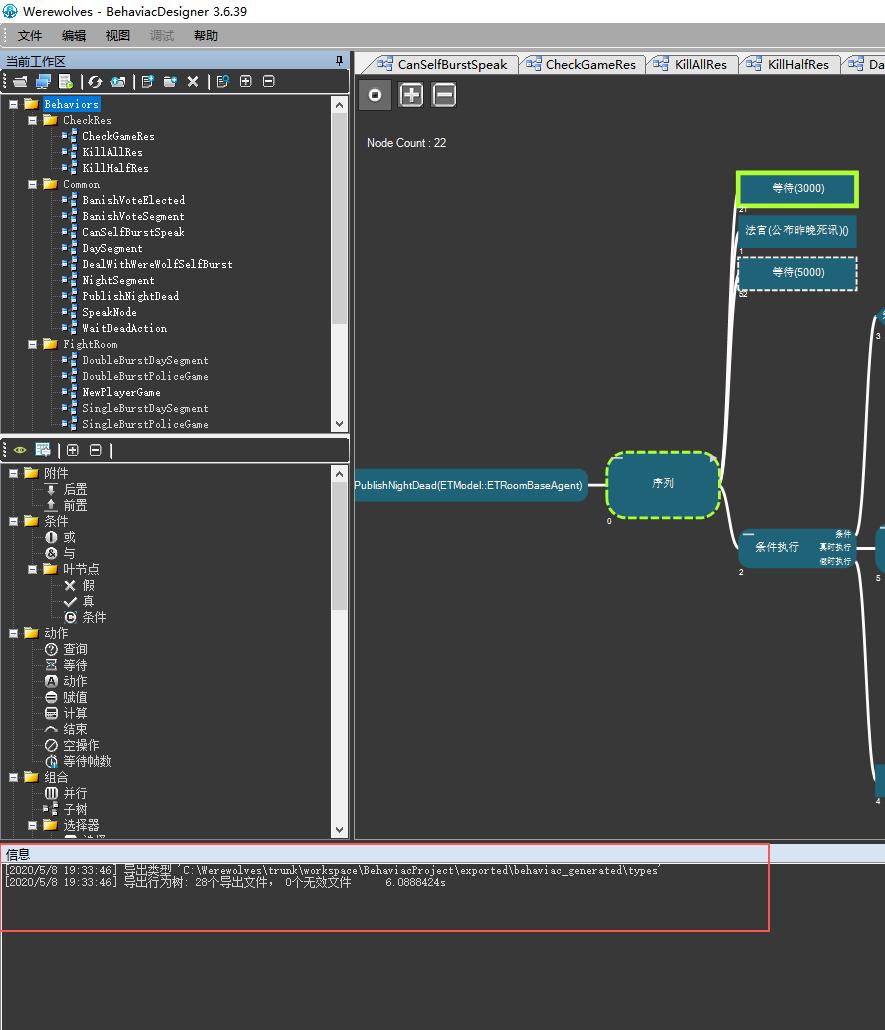 Werewolves - BehaviacDesigner 3.6.39
文件 编辑 视图 调试 帮助
当前工作区
Behaviors
CheckRes
CheckGameRes
KillAllRes
KillHalfRes
Common
BanishVoteElected
BanishVoteSegment
CanSelfBurstSpeak
DaySegment
DealWithWereWolfSelfBurst
NightSegment
PublishNightDead
SpeakNode
WaitDeadAction
FightRoom
DoubleBurstDaySegment
DoubleBurstPoliceGame
NewPlayerGame
SingleBurstDaySegment
SingleBurstPoliceGame
附件
后置
前置
条件
或
与
叶节点
假
真
条件
动作
查询
等待
动作
赋值
计算
结束
空操作
等待帧数
组合
并行
子树
选择器
CanSelfBurstSpeak CheckGameRes KillAllRes KillHalfRes Da
Node Count : 22
等待(3000)
21
法官(公布昨晚死讯)()
1
等待(5000)
52
PublishNightDead(ETModel::ETRoomBaseAgent)
序列
0
条件执行
条件
真时执行
假时执行
2
3
5
4
信息
[2020/5/8 19:33:46] 导出类型 'C:\Werewolves\trunk\workspace\BehaviacProject\exported\behaviac_generated\types'
[2020/5/8 19:33:46] 导出行为树: 28个导出文件, 0个无效文件 6.0888424s